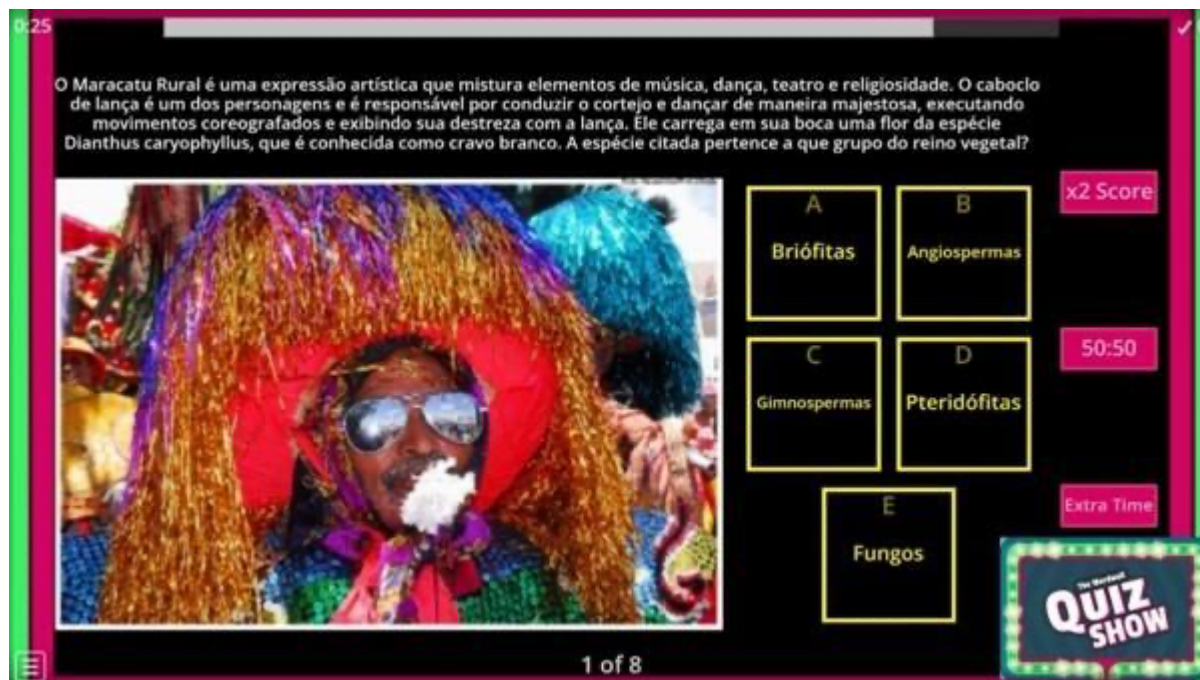 0:25
O Maracatu Rural é uma expressão artística que mistura elementos de música, dança, teatro e religiosidade. O caboclo
de lança é um dos personagens e é responsável por conduzir o cortejo e dançar de maneira majestosa, executando
movimentos coreografados e exibindo sua destreza com a lança. Ele carrega em sua boca uma flor da espécie
Dianthus caryophyllus, que é conhecida como cravo branco. A espécie citada pertence a que grupo do reino vegetal?
A
Briófitas
B
Angiospermas
C
Gimnospermas
D
Pteridófitas
E
Fungos
x2 Score
50:50
Extra Time
The Wordwall
QUIZ
SHOW
1 of 8